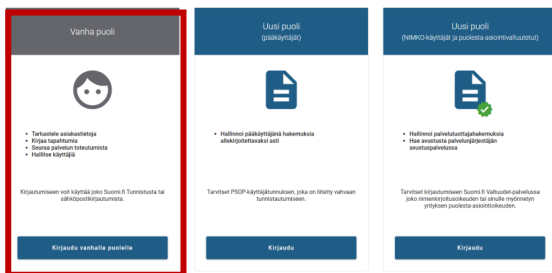 Vanha puoli
• Tarkastele asiakastietoja
• Kirjaa tapahtumia
• Seuraa palvelun toteutumista
• Hallitse käyttäjiä
Kirjautumiseen voit käyttää joko Suomi.fi Tunnistusta tai
sähköpostikirjautumista.
Kirjaudu vanhalle puolelle
Uusi puoli
(pääkäyttäjät)
• Hallinnoi pääkäyttäjänä hakemuksia
allekirjoitettavaksi asti
Tarvitset PSOP-käyttäjätunnuksen, joka on liitetty vahvaan
tunnistautumiseen.
Kirjaudu
Uusi puoli
(NIMKO-käyttäjät ja puolesta-asiointivaltuutetut)
• Hallinnoi palveluntuottajahakemuksia
• Hae avustusta palvelunjärjestäjän
avustuspalvelussa
Tarvitset kirjautumiseen Suomi.fi Valtuudet-palvelussa
joko nimenkirjoitusoikeuden tai sinulle myönnetyn
yrityksen puolesta-asiointioikeuden.
Kirjaudu